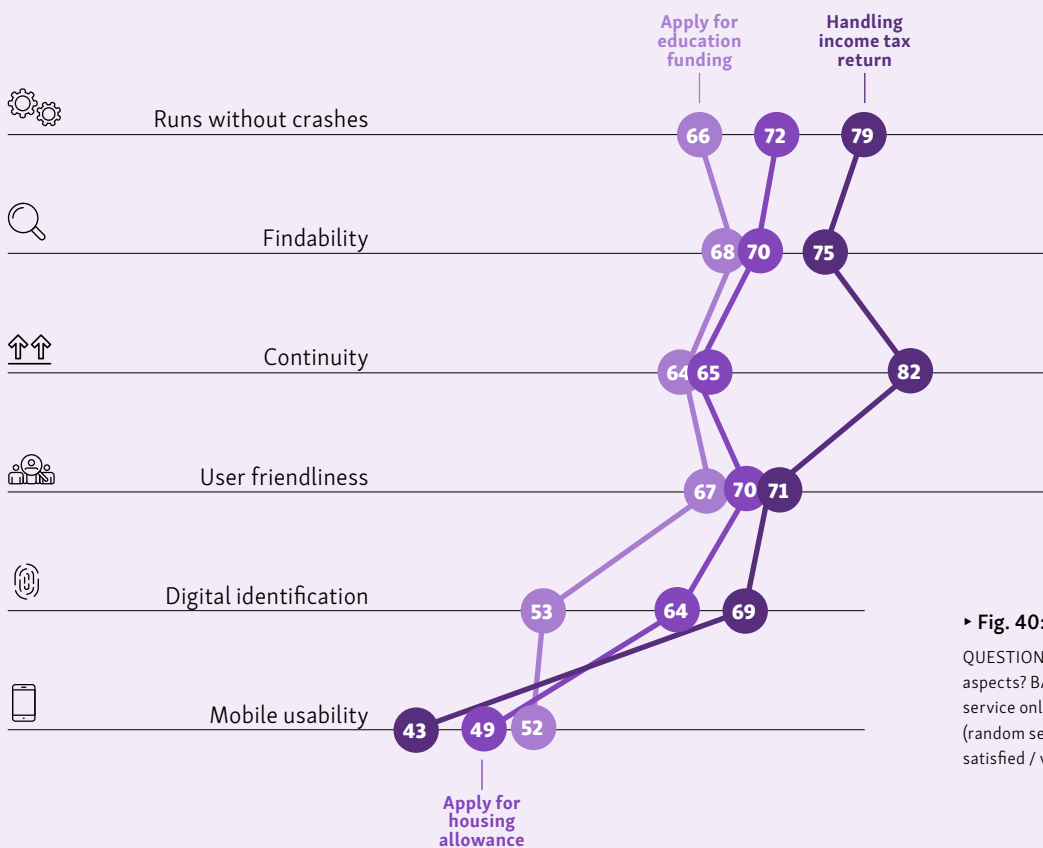 Apply for
education
funding
Handling
income tax
return
Runs without crashes
66
72
79
Findability
68
70
75
Continuity
64
65
82
User friendliness
67
70
71
Digital identification
53
64
69
Mobile usability
43
49
52
Apply for
housing
allowance
▸ Fig. 40:
QUESTION
aspects? BA
service onl
(random se
satisfied / v